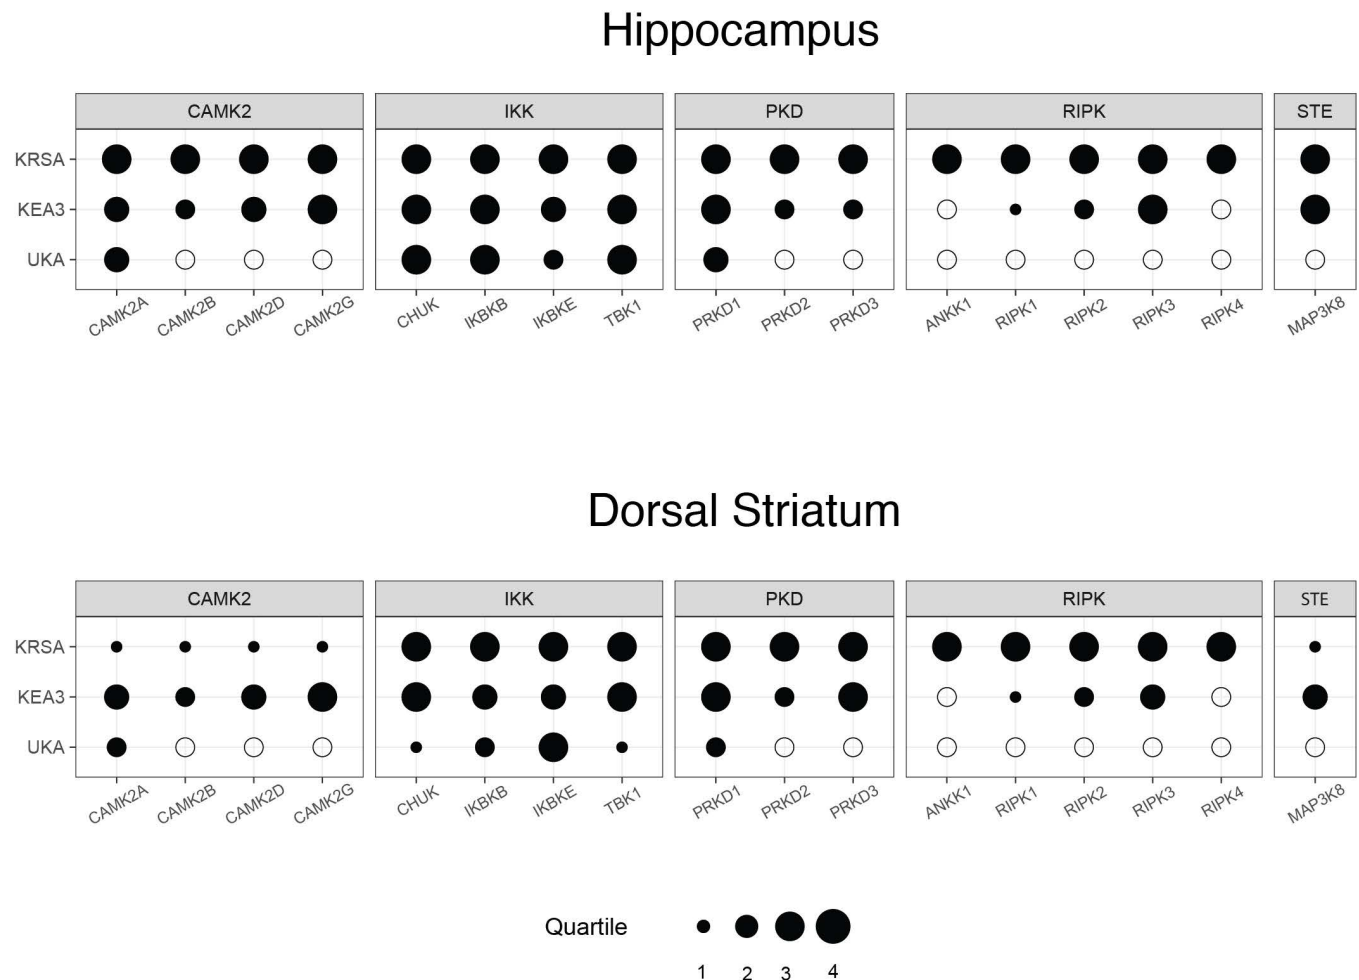 Hippocampus
CAMK2 IKK PKD RIPK STE
KRSA
KEA3
UKA
CAMK2A CAMK2B CAMK2D CAMK2G CHUK IKBKB IKBKE TBK1 PRKD1 PRKD2 PRKD3 ANKK1 RIPK1 RIPK2 RIPK3 RIPK4 MAP3K8
Dorsal Striatum
CAMK2 IKK PKD RIPK STE
KRSA
KEA3
UKA
CAMK2A CAMK2B CAMK2D CAMK2G CHUK IKBKB IKBKE TBK1 PRKD1 PRKD2 PRKD3 ANKK1 RIPK1 RIPK2 RIPK3 RIPK4 MAP3K8
Quartile
1 2 3 4